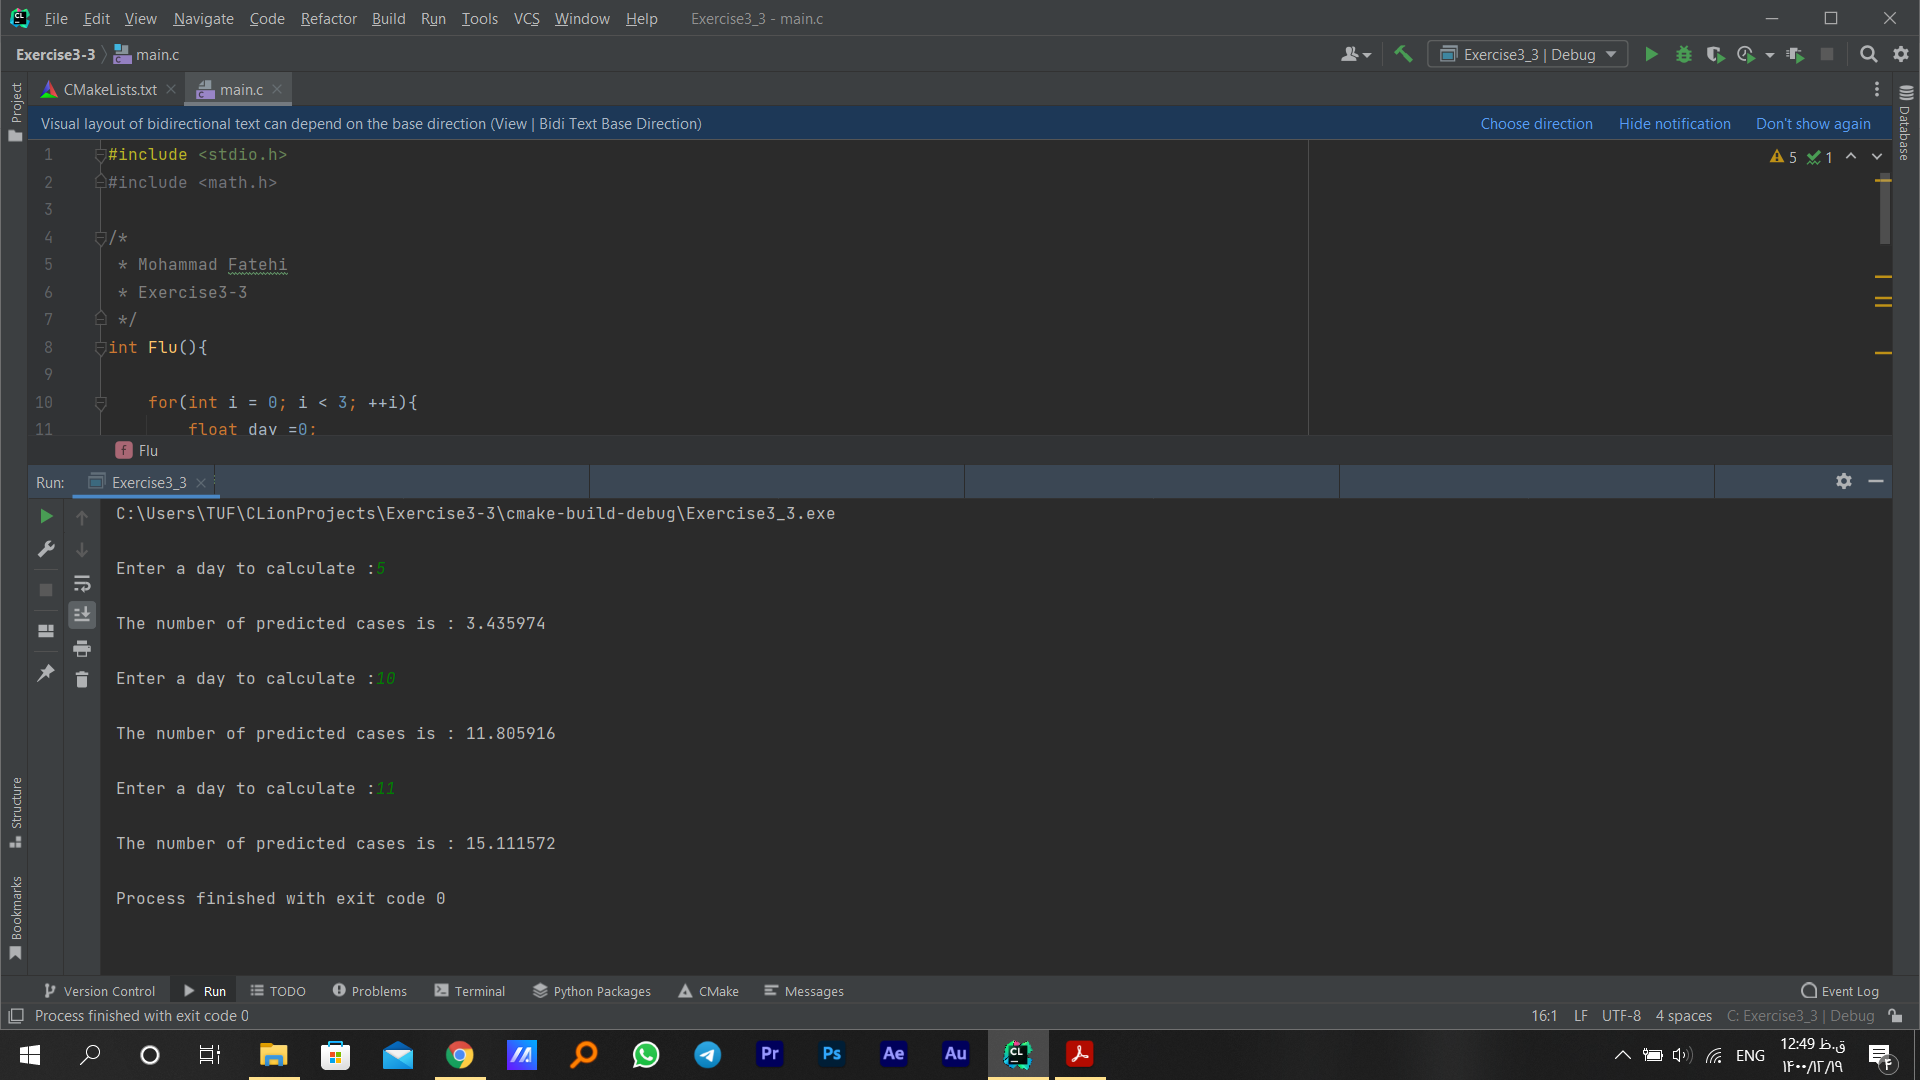 File Edit View Navigate Code Refactor Build Run Tools VCS Window Help Exercise3_3 - main.c
Exercise3-3 main.c Exercise3_3 | Debug
Project
CMakeLists.txt main.c
Database
Visual layout of bidirectional text can depend on the base direction (View | Bidi Text Base Direction) Choose direction Hide notification Don't show again
5 1
1 #include <stdio.h>
2 #include <math.h>
3
4 /*
5 * Mohammad Fatehi
6 * Exercise3-3
7 */
8 int Flu(){
9
10 for(int i = 0; i < 3; ++i){
11 float day =0;
f Flu
Run: Exercise3_3
C:\Users\TUF\CLionProjects\Exercise3-3\cmake-build-debug\Exercise3_3.exe
Enter a day to calculate :5
The number of predicted cases is : 3.435974
Enter a day to calculate :10
The number of predicted cases is : 11.805916
Enter a day to calculate :11
The number of predicted cases is : 15.111572
Process finished with exit code 0
Structure
Bookmarks
Version Control Run TODO Problems Terminal Python Packages CMake Messages Event Log
Process finished with exit code 0 16:1 LF UTF-8 4 spaces C: Exercise3_3 | Debug
Pr Ps Ae Au CL ENG 12:49 ق.ظ
۱۴۰۰/۱۲/۱۹ ۴